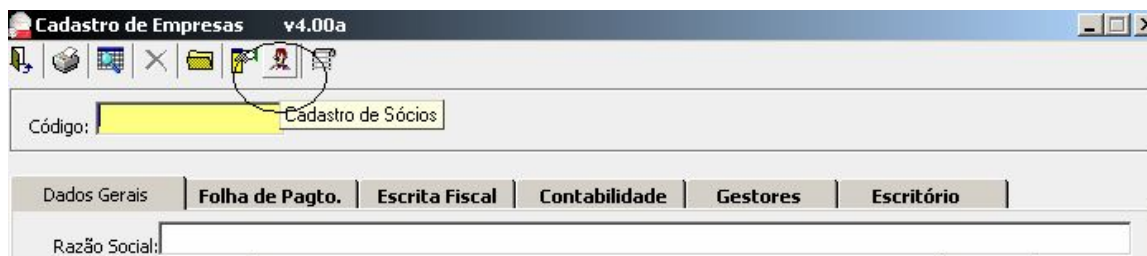 Cadastro de Empresas v4.00a
Cadastro de Sócios
Código:
Dados Gerais Folha de Pagto. Escrita Fiscal Contabilidade Gestores Escritório
Razão Social: